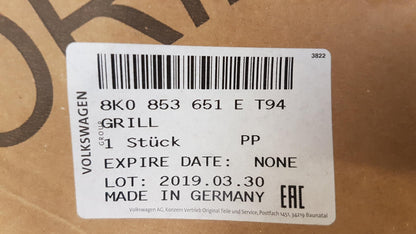 3822
VOLKSWAGEN
GROUP
8K0 853 651 E T94
GRILL
1 Stück PP
EXPIRE DATE: NONE
LOT: 2019.03.30
MADE IN GERMANY
EAC
Volkswagen AG, Konzern Vertrieb Original Teile und Service, Postfach 1451, 34219 Baunatal